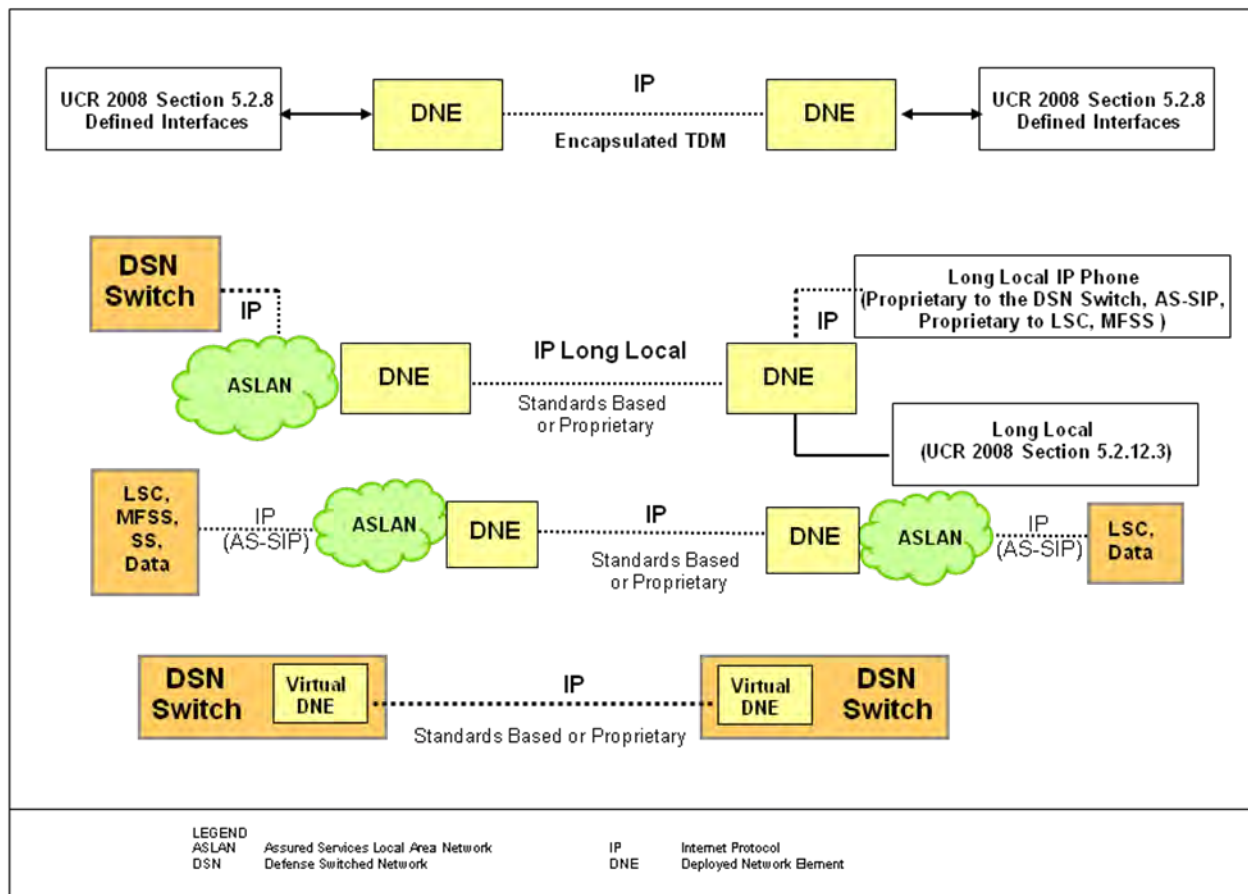 IP
UCR 2008 Section 5.2.8
Defined Interfaces
DNE
DNE
UCR 2008 Section 5.2.8
Defined Interfaces
Encapsulated TDM
DSN
Switch
IP
Long Local IP Phone
(Proprietary to the DSN Switch, AS-SIP,
Proprietary to LSC, MFSS )
IP
ASLAN
DNE
IP Long Local
DNE
Standards Based
or Proprietary
Long Local
(UCR 2008 Section 5.2.12.3)
LSC,
MFSS,
SS,
Data
IP
(AS-SIP)
ASLAN
DNE
IP
DNE
ASLAN
IP
(AS-SIP)
LSC,
Data
Standards Based
or Proprietary
DSN
Switch
Virtual
DNE
IP
Virtual
DNE
DSN
Switch
Standards Based or Proprietary
LEGEND
ASLAN Assured Services Local Area Network
IP Internet Protocol
DSN Defense Switched Network
DNE Deployed Network Element